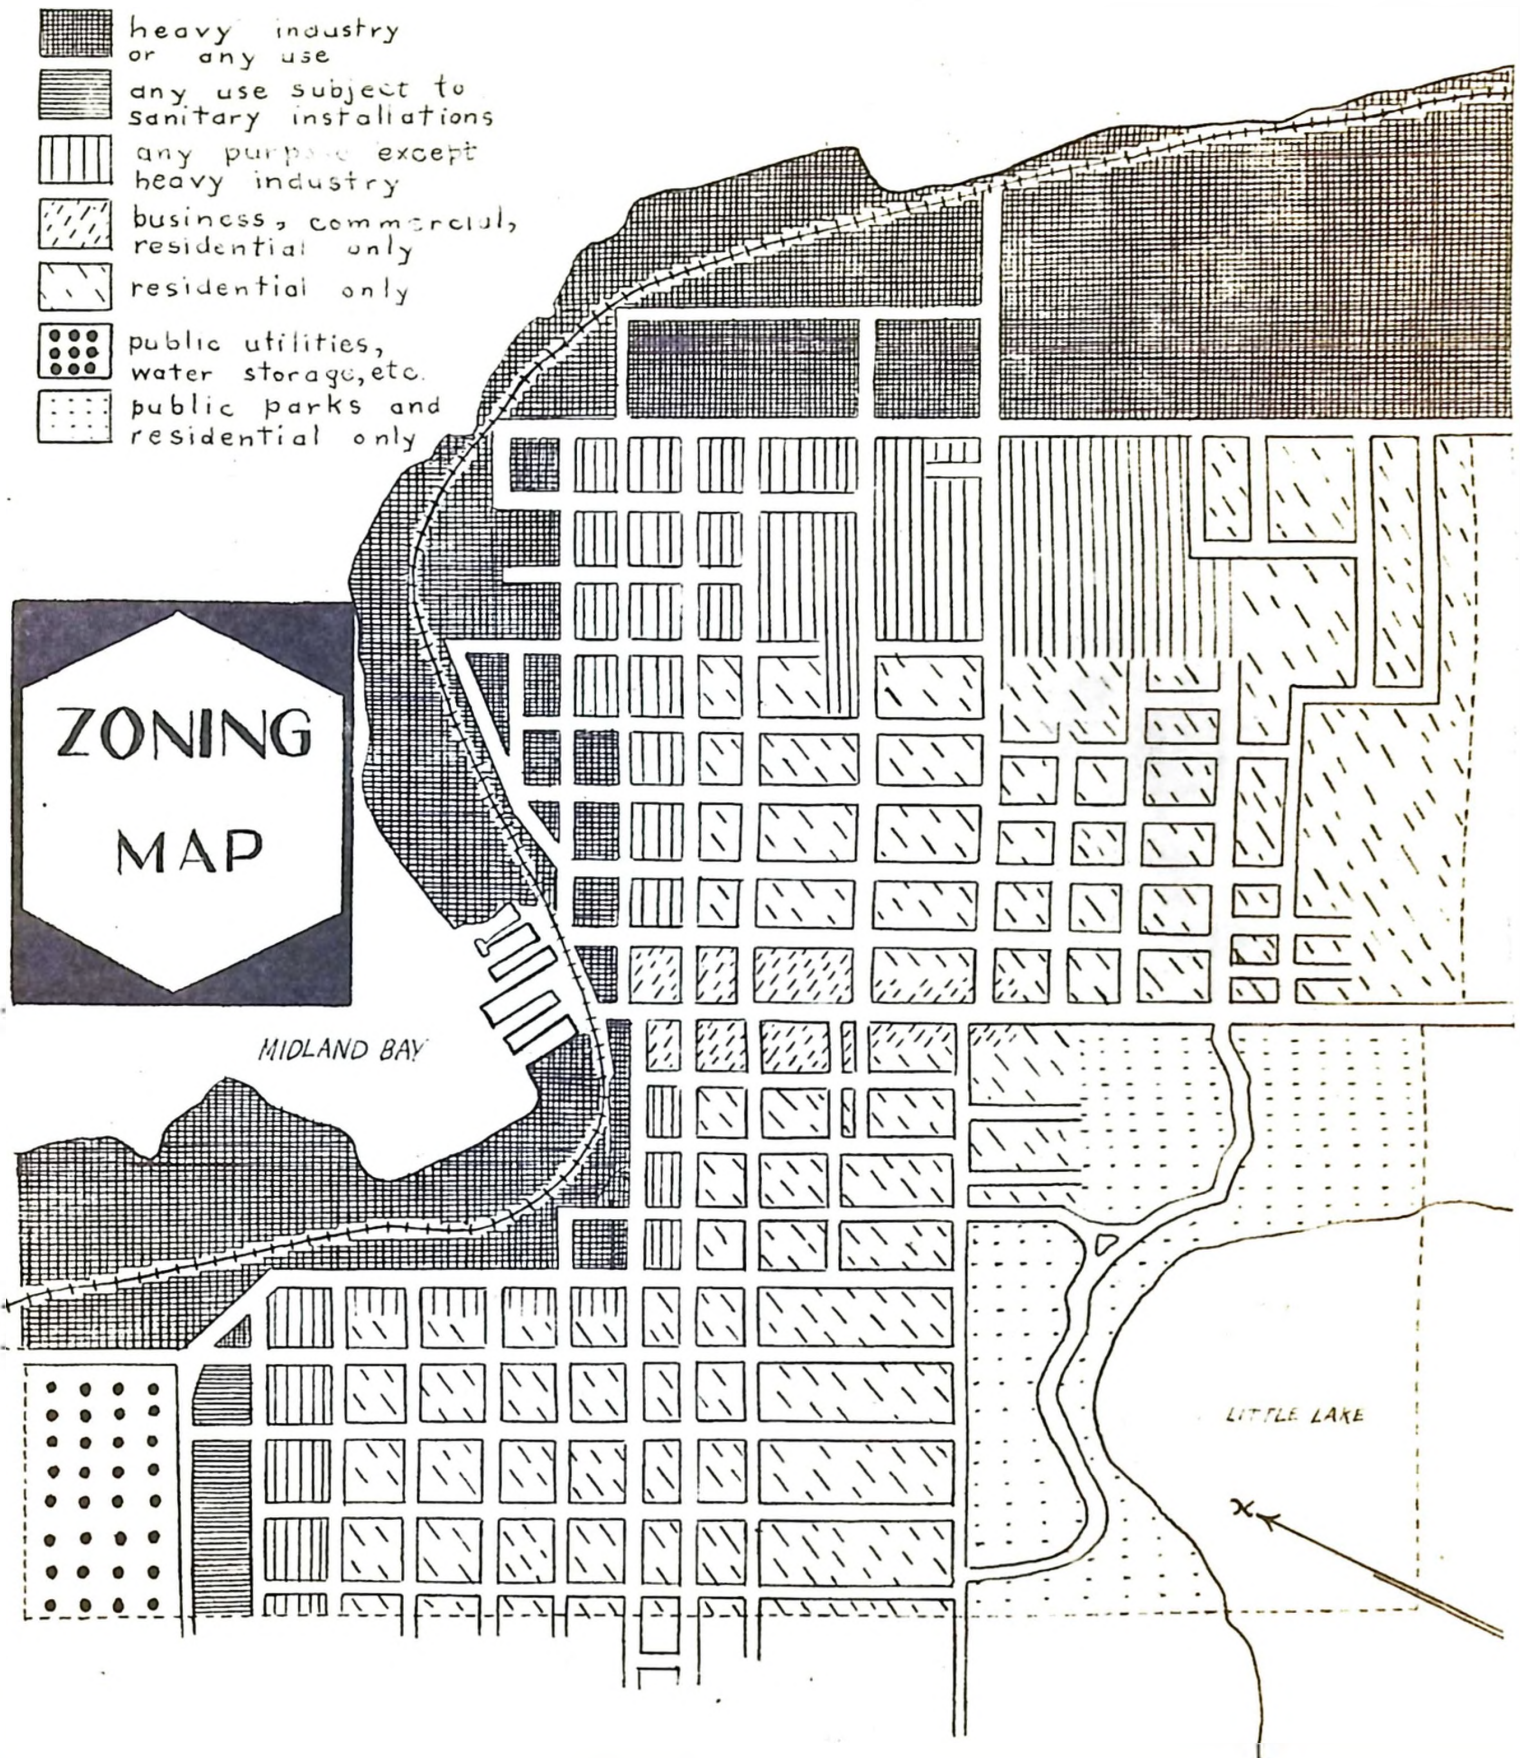 heavy industry
or any use
any use subject to
sanitary installations
any purpose except
heavy industry
business, commercial,
residential only
residential only
public utilities,
water storage, etc.
public parks and
residential only
ZONING
MAP
MIDLAND BAY
LITTLE LAKE
N